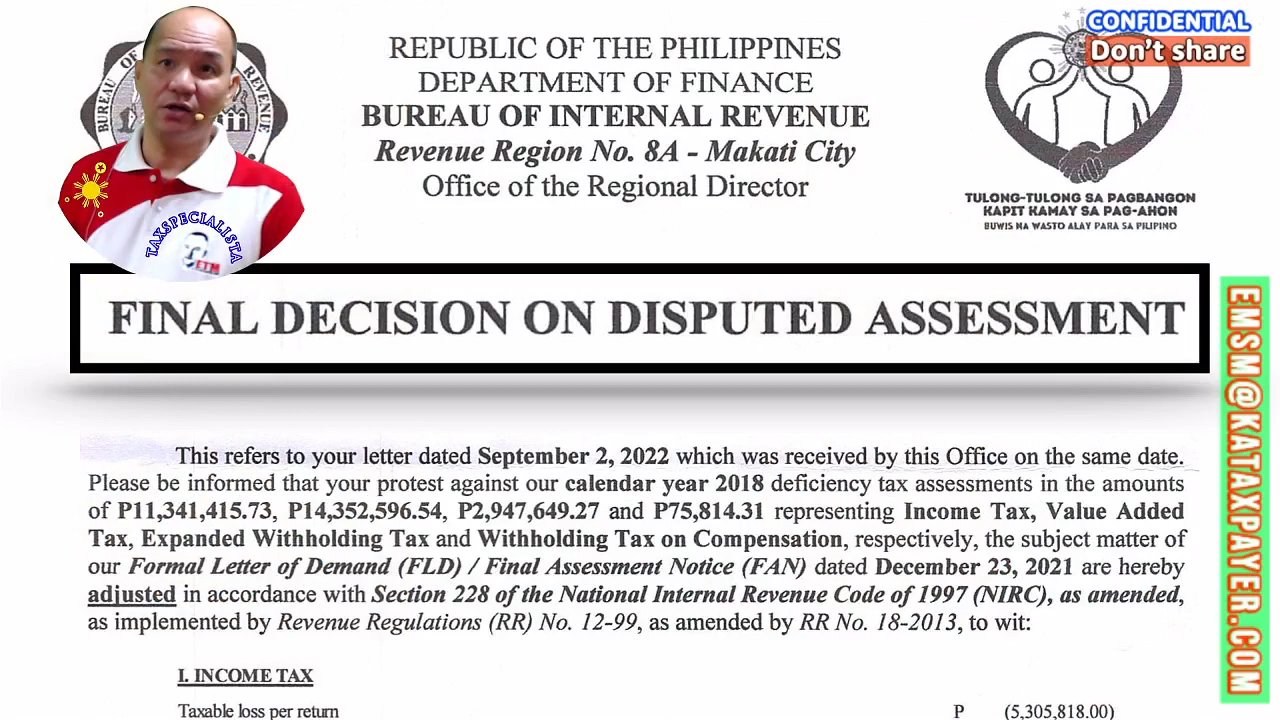 CONFIDENTIAL
Don't share
REPUBLIC OF THE PHILIPPINES
DEPARTMENT OF FINANCE
BUREAU OF INTERNAL REVENUE
Revenue Region No. 8A - Makati City
Office of the Regional Director
BUREAU OF REVENUE
TAXSPECIALISTA
ETM
TULONG-TULONG SA PAGBANGON
KAPIT KAMAY SA PAG-AHON
BUWIS NA WASTO ALAY PARA SA PILIPINO
FINAL DECISION ON DISPUTED ASSESSMENT
EMSM@KATAXPAYER.COM
This refers to your letter dated September 2, 2022 which was received by this Office on the same date.
Please be informed that your protest against our calendar year 2018 deficiency tax assessments in the amounts
of P11,341,415.73, P14,352,596.54, P2,947,649.27 and P75,814.31 representing Income Tax, Value Added
Tax, Expanded Withholding Tax and Withholding Tax on Compensation, respectively, the subject matter of
our Formal Letter of Demand (FLD) / Final Assessment Notice (FAN) dated December 23, 2021 are hereby
adjusted in accordance with Section 228 of the National Internal Revenue Code of 1997 (NIRC), as amended,
as implemented by Revenue Regulations (RR) No. 12-99, as amended by RR No. 18-2013, to wit:
I. INCOME TAX
Taxable loss per return P (5,305,818.00)